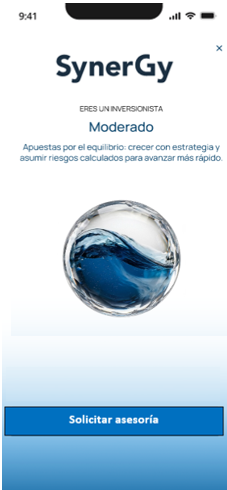 9:41
×
SynerGy
ERES UN INVERSIONISTA
Moderado
Apuestas por el equilibrio: crecer con estrategia y
asumir riesgos calculados para avanzar más rápido.
Solicitar asesoría